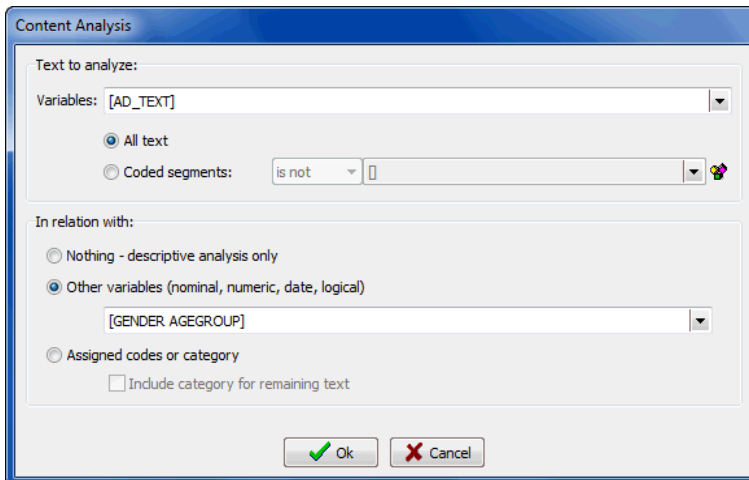 Content Analysis
Text to analyze:
Variables: [AD_TEXT]
All text
Coded segments: is not []
In relation with:
Nothing - descriptive analysis only
Other variables (nominal, numeric, date, logical)
[GENDER AGEGROUP]
Assigned codes or category
Include category for remaining text
Ok Cancel